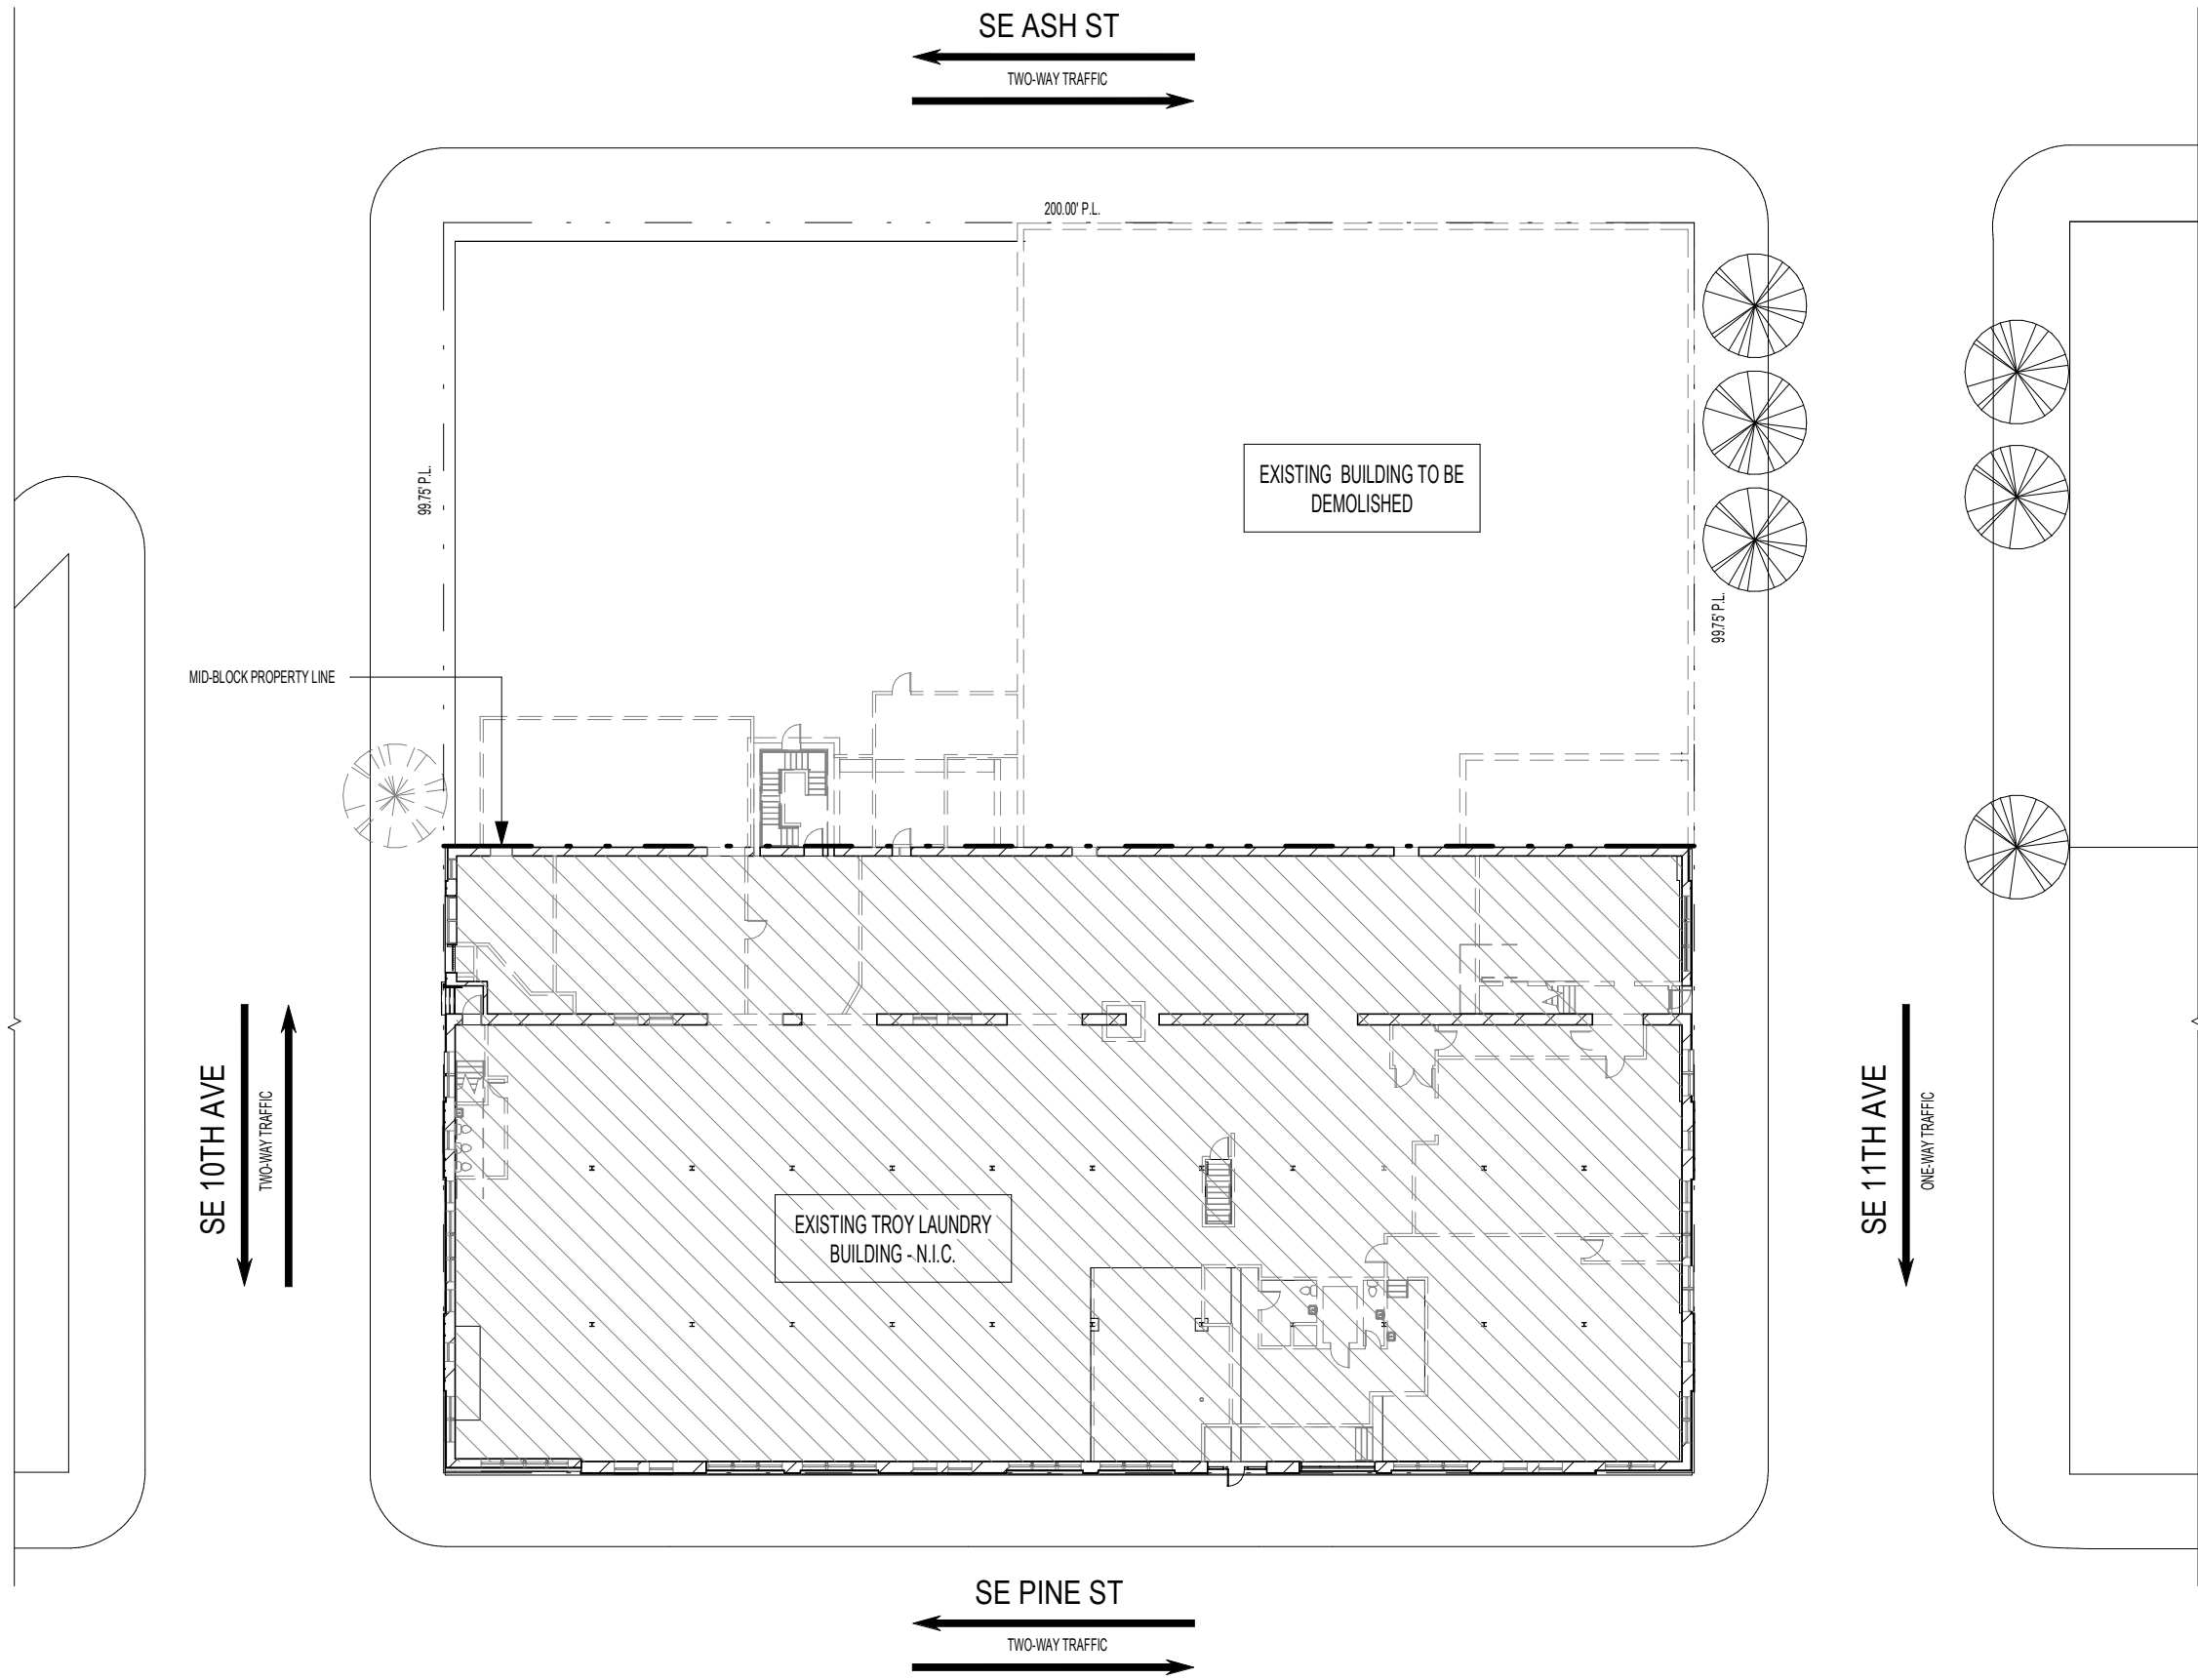 SE ASH ST
TWO-WAY TRAFFIC
200.00' P.L.
99.75' P.L.
EXISTING BUILDING TO BE
DEMOLISHED
99.75' P.L.
MID-BLOCK PROPERTY LINE
SE 10TH AVE
TWO-WAY TRAFFIC
EXISTING TROY LAUNDRY
BUILDING - N.I.C.
SE 11TH AVE
ONE-WAY TRAFFIC
SE PINE ST
TWO-WAY TRAFFIC